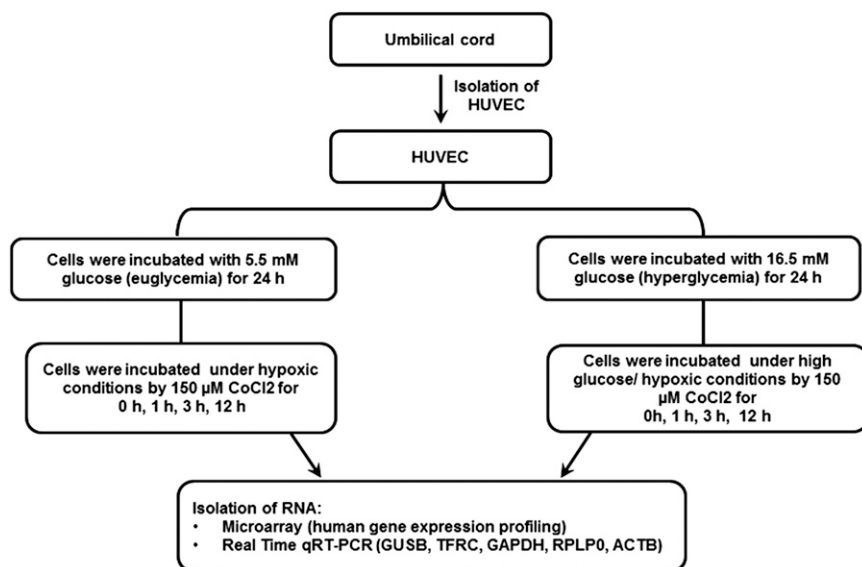 Umbilical cord
Isolation of
HUVEC
HUVEC
Cells were incubated with 5.5 mM
glucose (euglycemia) for 24 h
Cells were incubated with 16.5 mM
glucose (hyperglycemia) for 24 h
Cells were incubated under hypoxic
conditions by 150 µM CoCl2 for
0 h, 1 h, 3 h, 12 h
Cells were incubated under high
glucose/ hypoxic conditions by 150
µM CoCl2 for
0h, 1 h, 3 h, 12 h
Isolation of RNA:
• Microarray (human gene expression profiling)
• Real Time qRT-PCR (GUSB, TFRC, GAPDH, RPLP0, ACTB)